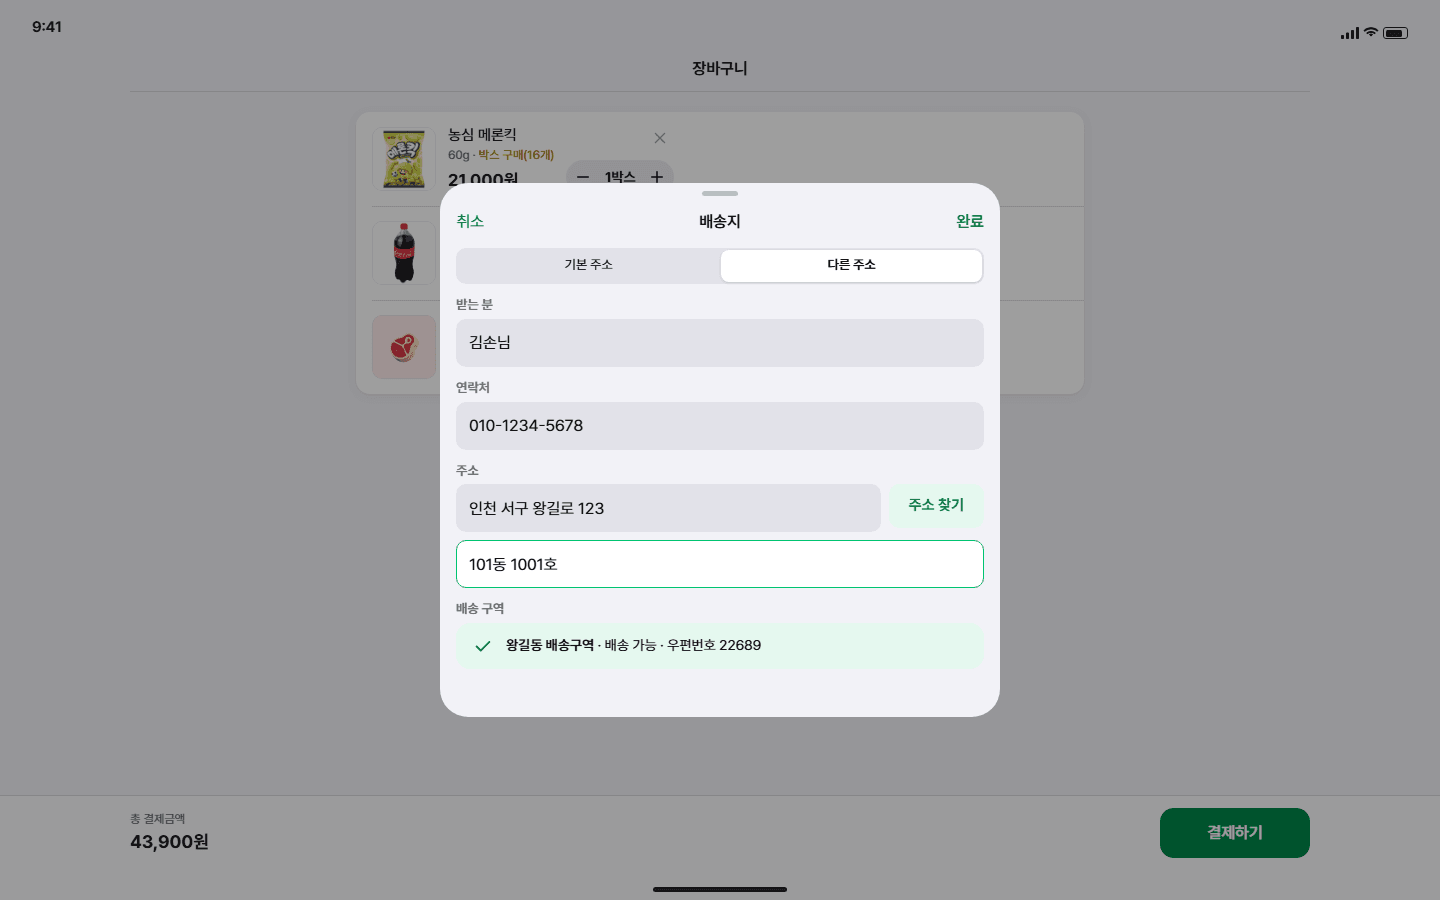 9:41
장바구니
농심 메론킥
60g · 박스 구매(16개)
21,000원
1박스
취소
배송지
완료
기본 주소
다른 주소
받는 분
김손님
연락처
010-1234-5678
주소
인천 서구 왕길로 123
주소 찾기
101동 1001호
배송 구역
왕길동 배송구역 · 배송 가능 · 우편번호 22689
총 결제금액
43,900원
결제하기